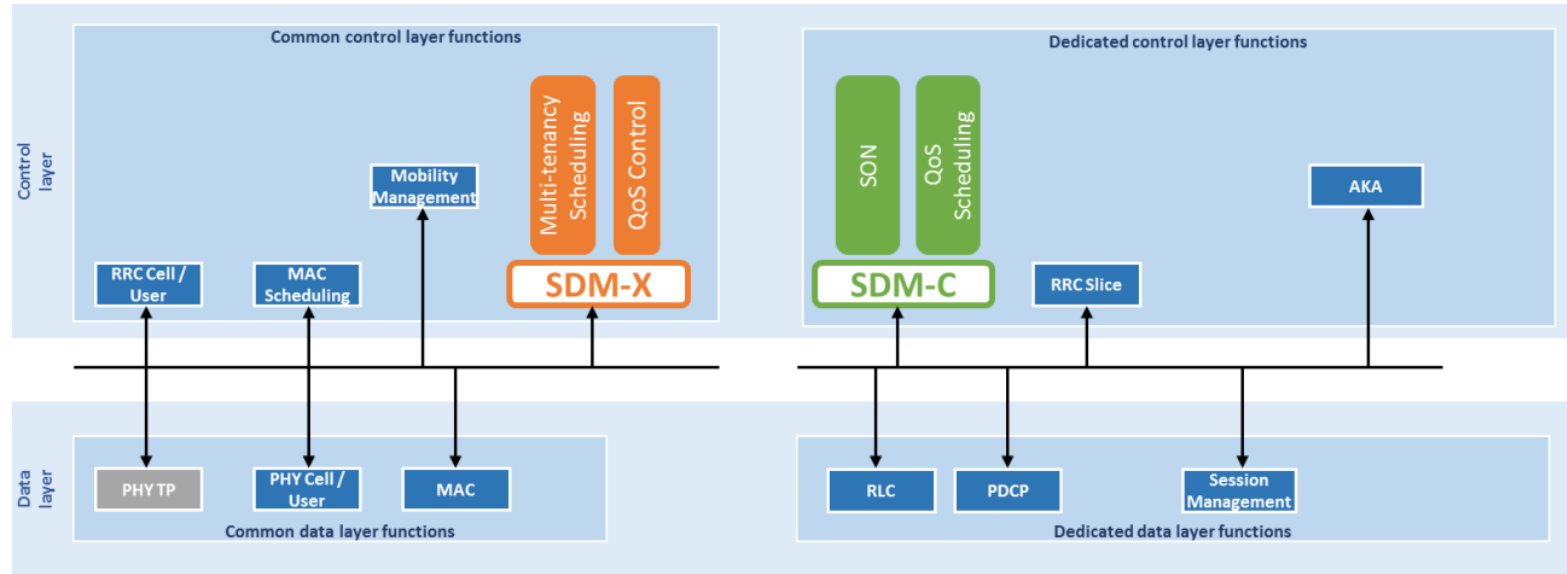 Common control layer functions
Dedicated control layer functions
Control
layer
Multi-tenancy
Scheduling
QoS Control
SON
QoS
Scheduling
Mobility
Management
AKA
RRC Cell /
User
MAC
Scheduling
SDM-X
SDM-C
RRC Slice
Data
layer
PHY TP
PHY Cell /
User
MAC
RLC
PDCP
Session
Management
Common data layer functions
Dedicated data layer functions